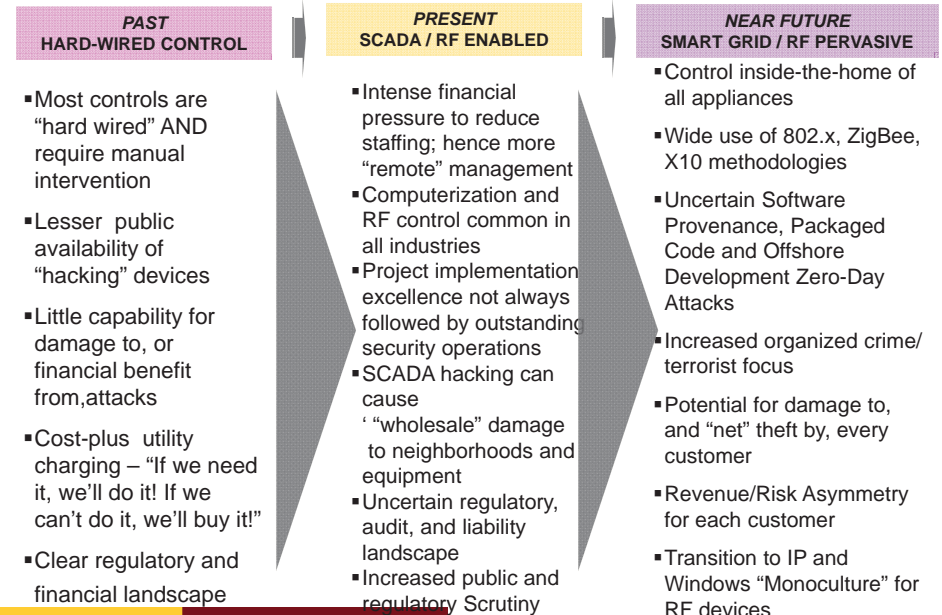 PAST
HARD-WIRED CONTROL
▪Most controls are
“hard wired” AND
require manual
intervention
▪Lesser public
availability of
“hacking” devices
▪Little capability for
damage to, or
financial benefit
from,attacks
▪Cost-plus utility
charging – “If we need
it, we’ll do it! If we
can’t do it, we’ll buy it!”
▪Clear regulatory and
financial landscape
PRESENT
SCADA / RF ENABLED
▪Intense financial
pressure to reduce
staffing; hence more
“remote” management
▪Computerization and
RF control common in
all industries
▪Project implementation
excellence not always
followed by outstanding
security operations
▪SCADA hacking can
cause
‘ “wholesale” damage
to neighborhoods and
equipment
▪Uncertain regulatory,
audit, and liability
landscape
▪Increased public and
regulatory Scrutiny
NEAR FUTURE
SMART GRID / RF PERVASIVE
▪Control inside-the-home of
all appliances
▪Wide use of 802.x, ZigBee,
X10 methodologies
▪Uncertain Software
Provenance, Packaged
Code and Offshore
Development Zero-Day
Attacks
▪Increased organized crime/
terrorist focus
▪Potential for damage to,
and “net” theft by, every
customer
▪Revenue/Risk Asymmetry
for each customer
▪Transition to IP and
Windows “Monoculture” for
RF devices